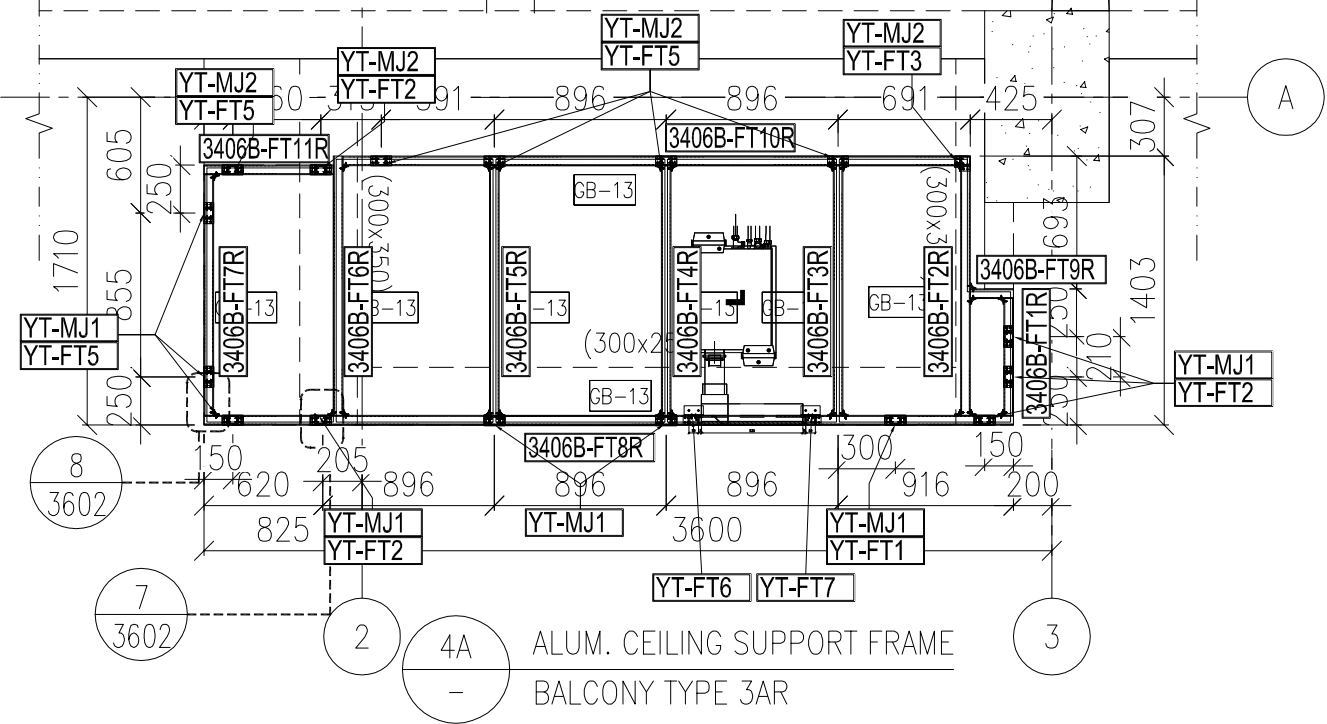 YT-MJ2
YT-FT5
YT-MJ2
YT-FT3
YT-MJ2
YT-FT2
YT-MJ2
YT-FT5
A
896
896
691
425
307
605
250
3406B-FT11R
3406B-FT10R
GB-13
(300x350)
693
1710
855
3406B-FT7R
3406B-FT6R
3406B-FT5R
3406B-FT4R
3406B-FT3R
3406B-FT2R
3406B-FT9R
3406B-FT1R
1403
210
YT-MJ1
YT-FT5
YT-MJ1
YT-FT2
250
GB-13
3406B-FT8R
8
3602
150
620
205
896
896
896
300
916
150
200
825
YT-MJ1
YT-FT2
YT-MJ1
3600
YT-MJ1
YT-FT1
YT-FT6
YT-FT7
7
3602
2
3
4A
-
ALUM. CEILING SUPPORT FRAME
BALCONY TYPE 3AR